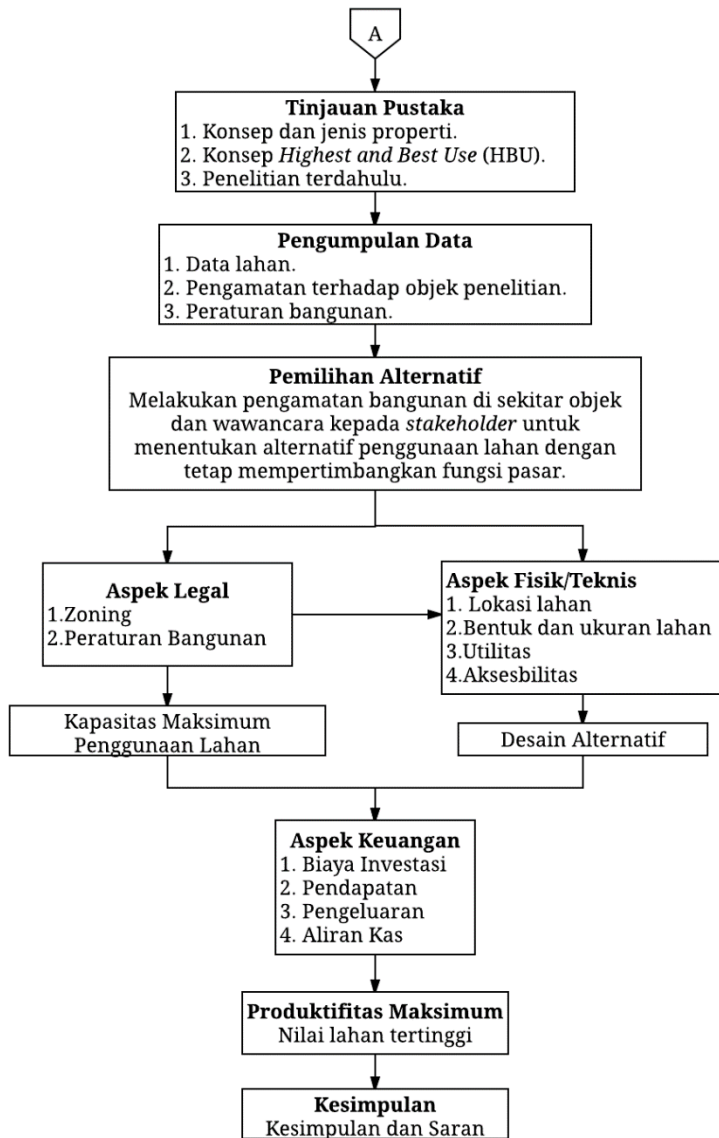 A
Tinjauan Pustaka
1. Konsep dan jenis properti.
2. Konsep Highest and Best Use (HBU).
3. Penelitian terdahulu.
Pengumpulan Data
1. Data lahan.
2. Pengamatan terhadap objek penelitian.
3. Peraturan bangunan.
Pemilihan Alternatif
Melakukan pengamatan bangunan di sekitar objek
dan wawancara kepada stakeholder untuk
menentukan alternatif penggunaan lahan dengan
tetap mempertimbangkan fungsi pasar.
Aspek Legal
1.Zoning
2.Peraturan Bangunan
Aspek Fisik/Teknis
1. Lokasi lahan
2.Bentuk dan ukuran lahan
3.Utilitas
4.Aksesbilitas
Kapasitas Maksimum
Penggunaan Lahan
Desain Alternatif
Aspek Keuangan
1. Biaya Investasi
2. Pendapatan
3. Pengeluaran
4. Aliran Kas
Produktifitas Maksimum
Nilai lahan tertinggi
Kesimpulan
Kesimpulan dan Saran